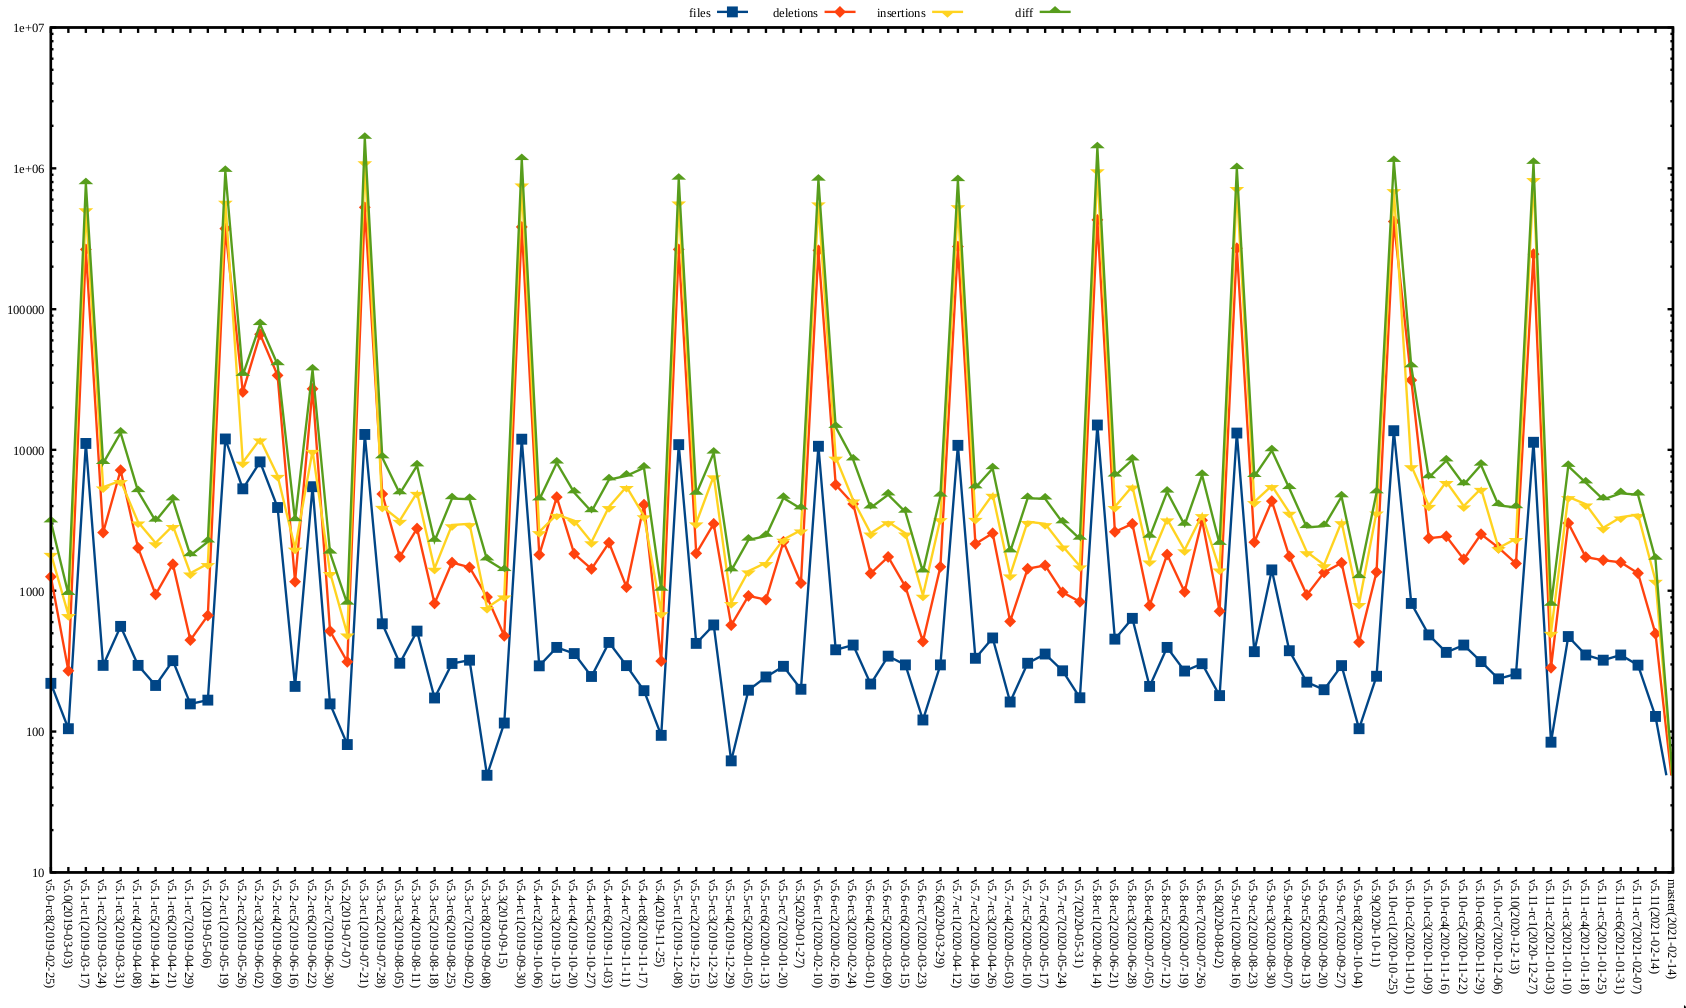 files deletions insertions diff
1e+07
1e+06
100000
10000
1000
100
10
v5.0-rc8(2019-02-25)
v5.0(2019-03-03)
v5.1-rc1(2019-03-17)
v5.1-rc2(2019-03-24)
v5.1-rc3(2019-03-31)
v5.1-rc4(2019-04-08)
v5.1-rc5(2019-04-14)
v5.1-rc6(2019-04-21)
v5.1-rc7(2019-04-29)
v5.1(2019-05-06)
v5.2-rc1(2019-05-19)
v5.2-rc2(2019-05-26)
v5.2-rc3(2019-06-02)
v5.2-rc4(2019-06-09)
v5.2-rc5(2019-06-16)
v5.2-rc6(2019-06-22)
v5.2-rc7(2019-06-30)
v5.2(2019-07-07)
v5.3-rc1(2019-07-21)
v5.3-rc2(2019-07-28)
v5.3-rc3(2019-08-05)
v5.3-rc4(2019-08-11)
v5.3-rc5(2019-08-18)
v5.3-rc6(2019-08-25)
v5.3-rc7(2019-09-02)
v5.3-rc8(2019-09-08)
v5.3(2019-09-15)
v5.4-rc1(2019-09-30)
v5.4-rc2(2019-10-06)
v5.4-rc3(2019-10-13)
v5.4-rc4(2019-10-20)
v5.4-rc5(2019-10-27)
v5.4-rc6(2019-11-03)
v5.4-rc7(2019-11-11)
v5.4-rc8(2019-11-17)
v5.4(2019-11-25)
v5.5-rc1(2019-12-08)
v5.5-rc2(2019-12-15)
v5.5-rc3(2019-12-23)
v5.5-rc4(2019-12-29)
v5.5-rc5(2020-01-05)
v5.5-rc6(2020-01-13)
v5.5-rc7(2020-01-20)
v5.5(2020-01-27)
v5.6-rc1(2020-02-10)
v5.6-rc2(2020-02-16)
v5.6-rc3(2020-02-24)
v5.6-rc4(2020-03-01)
v5.6-rc5(2020-03-09)
v5.6-rc6(2020-03-15)
v5.6-rc7(2020-03-23)
v5.6(2020-03-29)
v5.7-rc1(2020-04-12)
v5.7-rc2(2020-04-19)
v5.7-rc3(2020-04-26)
v5.7-rc4(2020-05-03)
v5.7-rc5(2020-05-10)
v5.7-rc6(2020-05-17)
v5.7-rc7(2020-05-24)
v5.7(2020-05-31)
v5.8-rc1(2020-06-14)
v5.8-rc2(2020-06-21)
v5.8-rc3(2020-06-28)
v5.8-rc4(2020-07-05)
v5.8-rc5(2020-07-12)
v5.8-rc6(2020-07-19)
v5.8-rc7(2020-07-26)
v5.8(2020-08-02)
v5.9-rc1(2020-08-16)
v5.9-rc2(2020-08-23)
v5.9-rc3(2020-08-30)
v5.9-rc4(2020-09-07)
v5.9-rc5(2020-09-13)
v5.9-rc6(2020-09-20)
v5.9-rc7(2020-09-27)
v5.9-rc8(2020-10-04)
v5.9(2020-10-11)
v5.10-rc1(2020-10-25)
v5.10-rc2(2020-11-01)
v5.10-rc3(2020-11-09)
v5.10-rc4(2020-11-16)
v5.10-rc5(2020-11-22)
v5.10-rc6(2020-11-29)
v5.10-rc7(2020-12-06)
v5.10(2020-12-13)
v5.11-rc1(2020-12-27)
v5.11-rc2(2021-01-03)
v5.11-rc3(2021-01-10)
v5.11-rc4(2021-01-18)
v5.11-rc5(2021-01-25)
v5.11-rc6(2021-01-31)
v5.11-rc7(2021-02-07)
v5.11(2021-02-14)
master(2021-02-14)